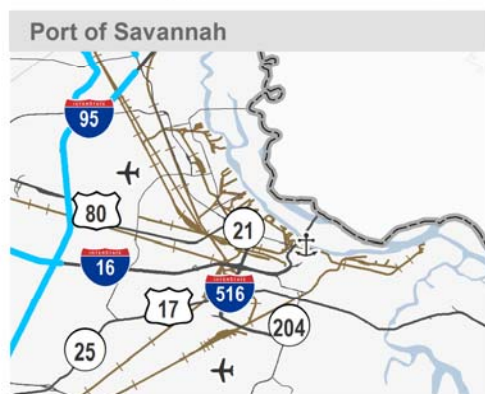 Port of Savannah
INTERSTATE
95
80
21
INTERSTATE
16
INTERSTATE
516
17
204
25